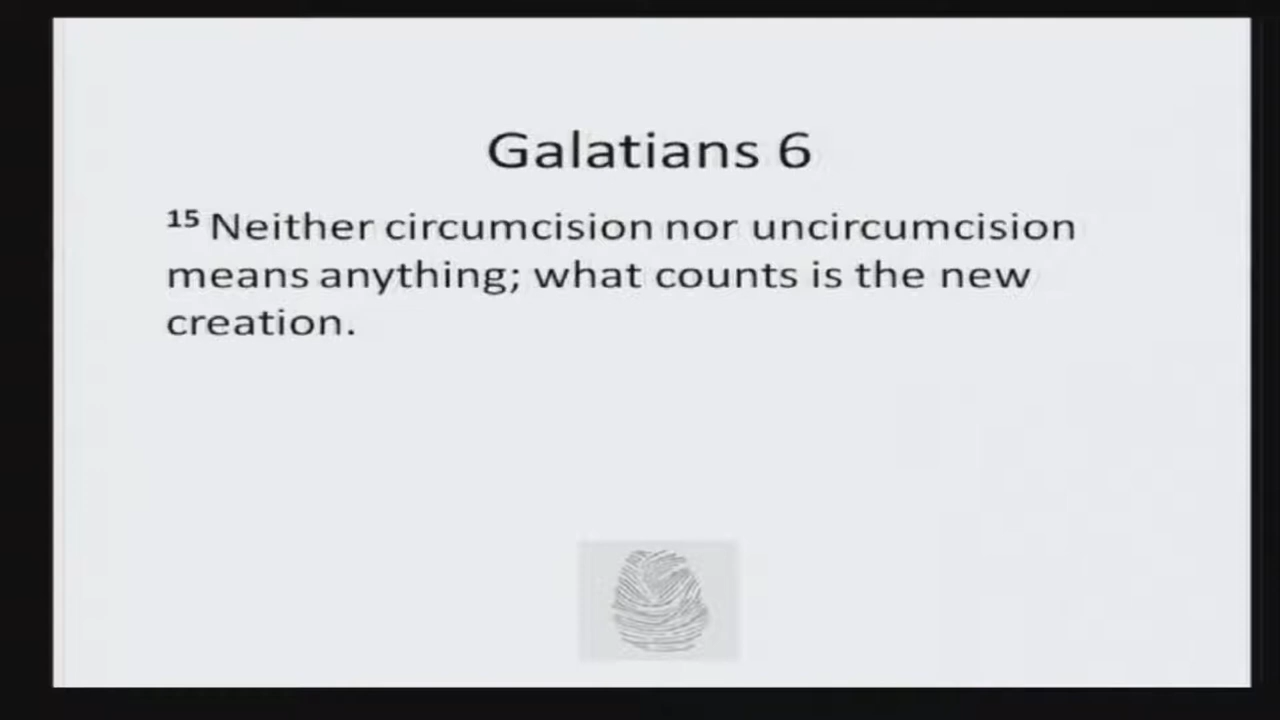 Galatians 6
15 Neither circumcision nor uncircumcision
means anything; what counts is the new
creation.